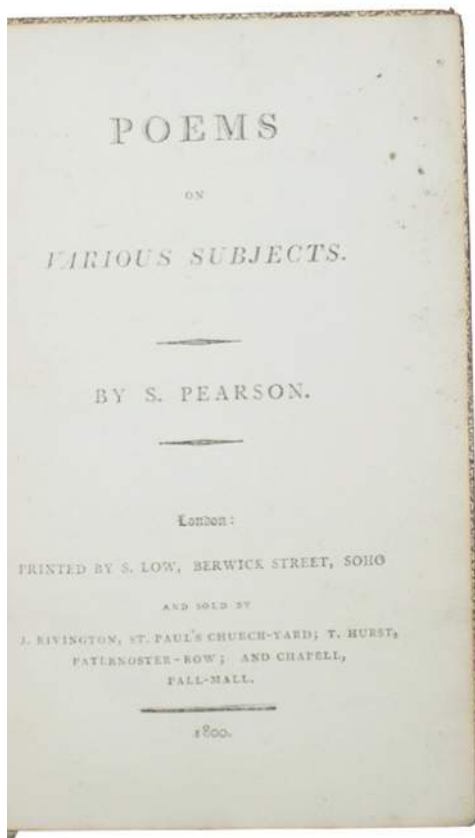 POEMS
ON
VARIOUS SUBJECTS.
BY S. PEARSON.
London:
PRINTED BY S. LOW, BERWICK STREET, SOHO
AND SOLD BY
J. RIVINGTON, ST. PAUL'S CHURCH-YARD; T. HURST,
PATERNOSTER-ROW; AND CHAPELL,
PALL-MALL.
1800.